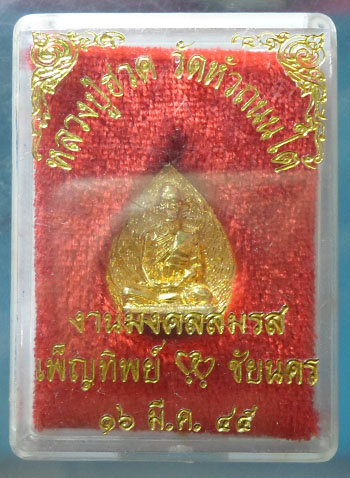 หลวงปู่ฮวด วัดหัวถนนใต้
งานมงคลสมรส
เพ็ญทิพย์ ชัยนคร
๑๖ มี.ค. ๔๕